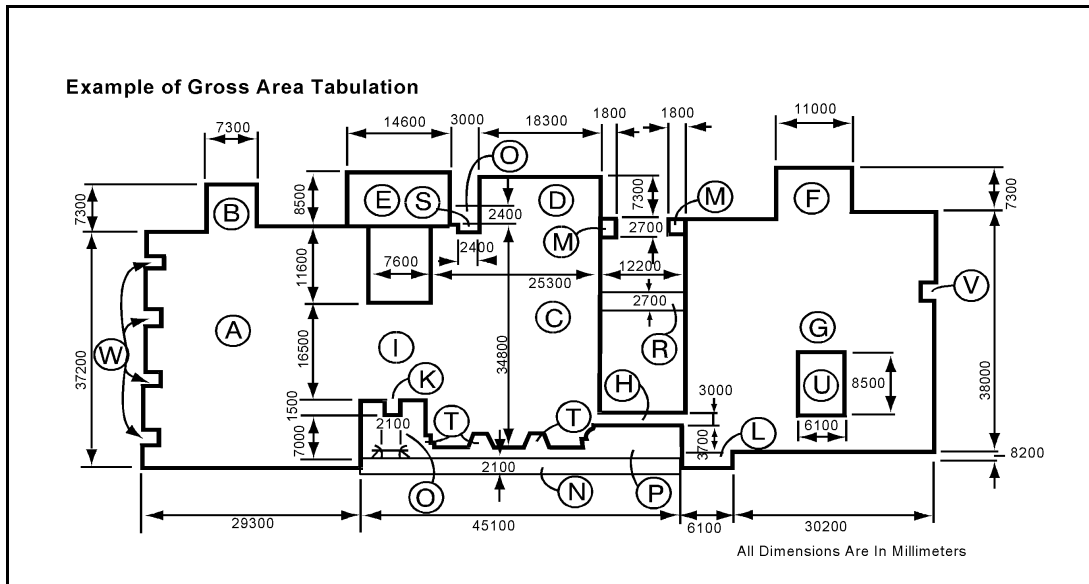 Example of Gross Area Tabulation
7300
14600
3000
18300
1800
1800
11000
O
7300
B
8500
E
S
D
2400
7300
M
F
7300
M
2700
2400
11600
7600
25300
12200
2700
V
A
C
G
37200
W
16500
I
34800
R
U
8500
38000
K
H
3000
1500
2100
T
T
6100
7000
3700
L
8200
2100
O
N
P
29300
45100
6100
30200
All Dimensions Are In Millimeters